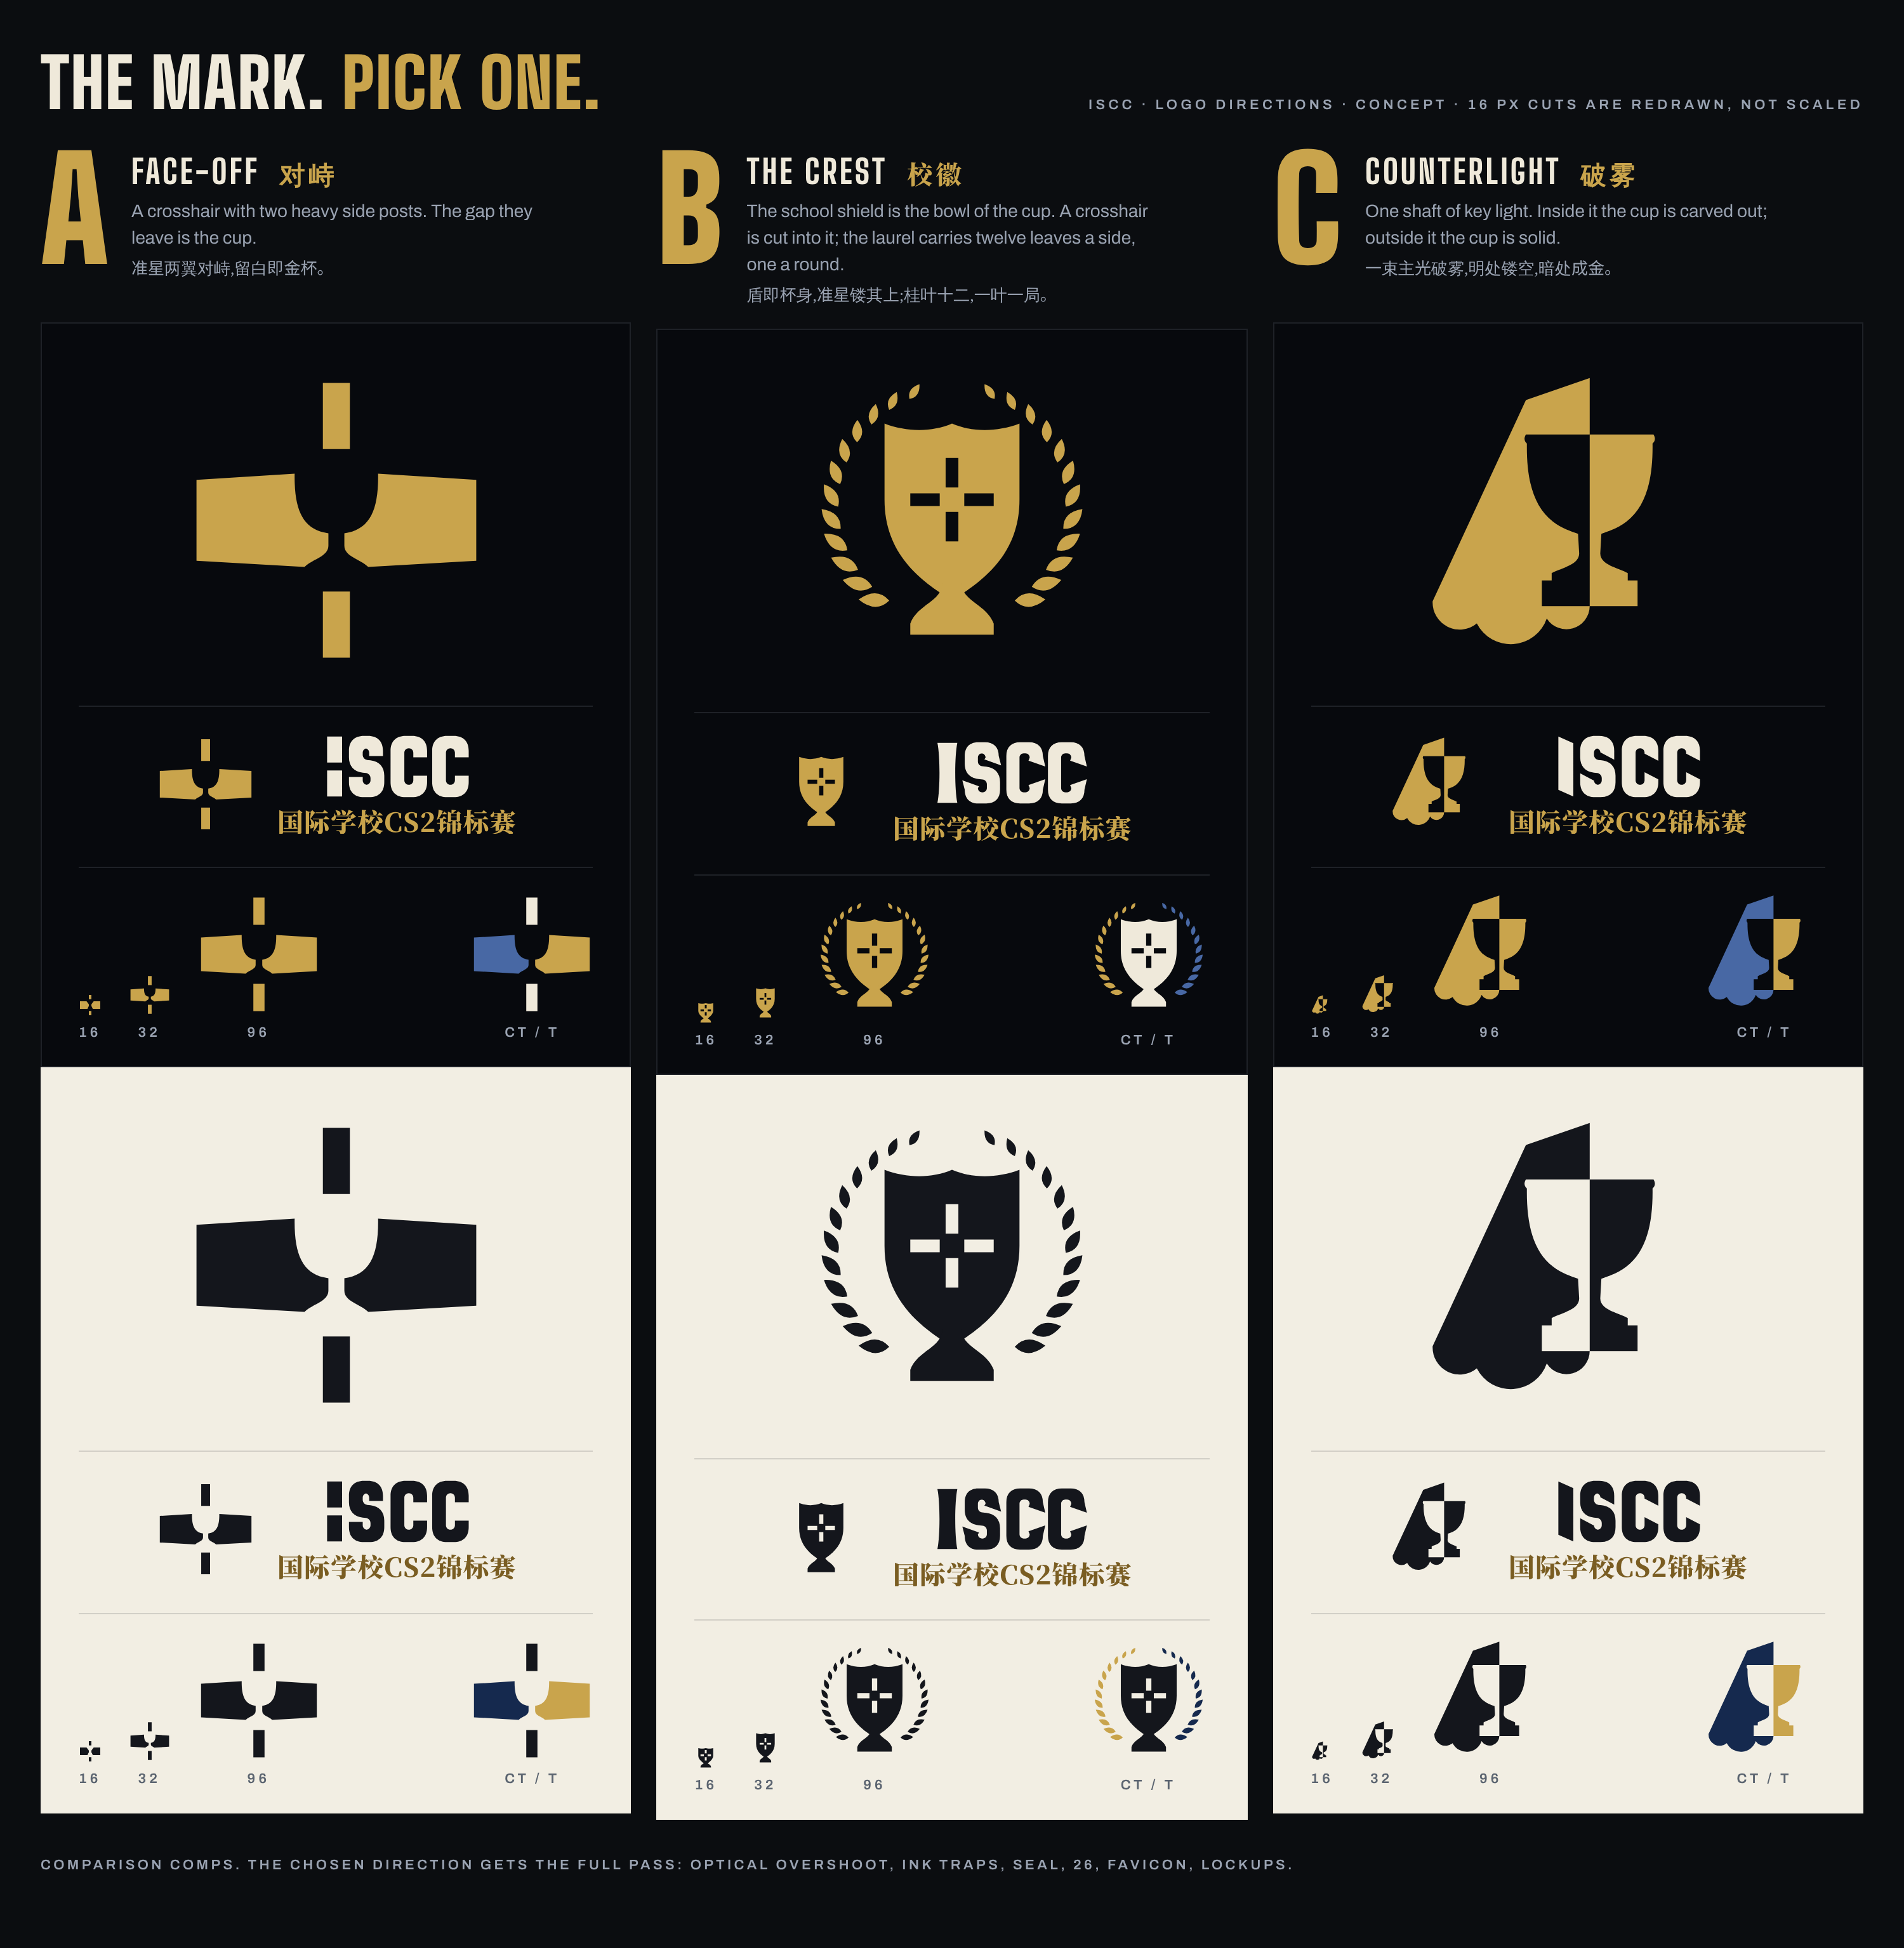 THE MARK. PICK ONE.
ISCC · LOGO DIRECTIONS · CONCEPT · 16 PX CUTS ARE REDRAWN, NOT SCALED
A
FACE-OFF 对峙
A crosshair with two heavy side posts. The gap they
leave is the cup.
准星两翼对峙,留白即金杯。
B
THE CREST 校徽
The school shield is the bowl of the cup. A crosshair
is cut into it; the laurel carries twelve leaves a side,
one a round.
盾即杯身,准星镂其上;桂叶十二,一叶一局。
C
COUNTERLIGHT 破雾
One shaft of key light. Inside it the cup is carved out;
outside it the cup is solid.
一束主光破雾,明处镂空,暗处成金。
ISCC
国际学校CS2锦标赛
16 32 96 CT / T
ISCC
国际学校CS2锦标赛
16 32 96 CT / T
ISCC
国际学校CS2锦标赛
16 32 96 CT / T
ISCC
国际学校CS2锦标赛
16 32 96 CT / T
ISCC
国际学校CS2锦标赛
16 32 96 CT / T
ISCC
国际学校CS2锦标赛
16 32 96 CT / T
COMPARISON COMPS. THE CHOSEN DIRECTION GETS THE FULL PASS: OPTICAL OVERSHOOT, INK TRAPS, SEAL, 26, FAVICON, LOCKUPS.